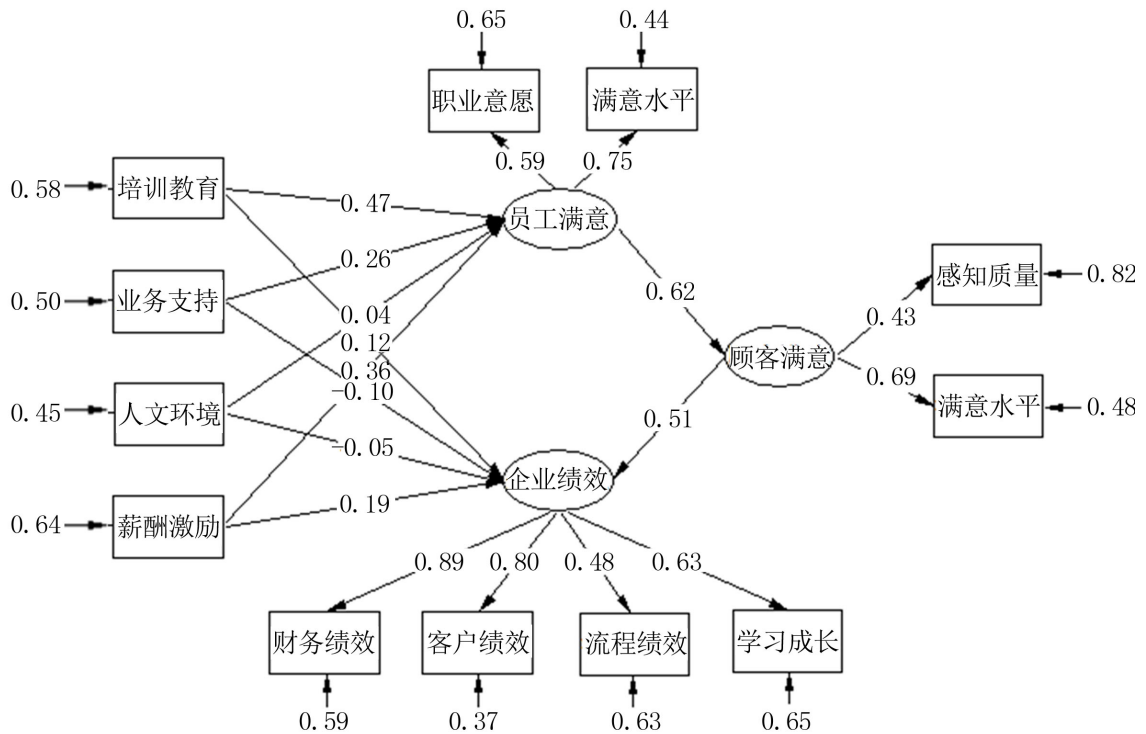 0.65
0.44
职业意愿
满意水平
0.59
0.75
0.58
培训教育
0.47
员工满意
0.26
0.50
业务支持
0.04
0.12
0.36
-0.10
0.62
感知质量
0.82
0.43
顾客满意
0.69
满意水平
0.48
0.45
人文环境
-0.05
0.51
企业绩效
0.64
薪酬激励
0.19
0.89
0.80
0.48
0.63
财务绩效
客户绩效
流程绩效
学习成长
0.59
0.37
0.63
0.65